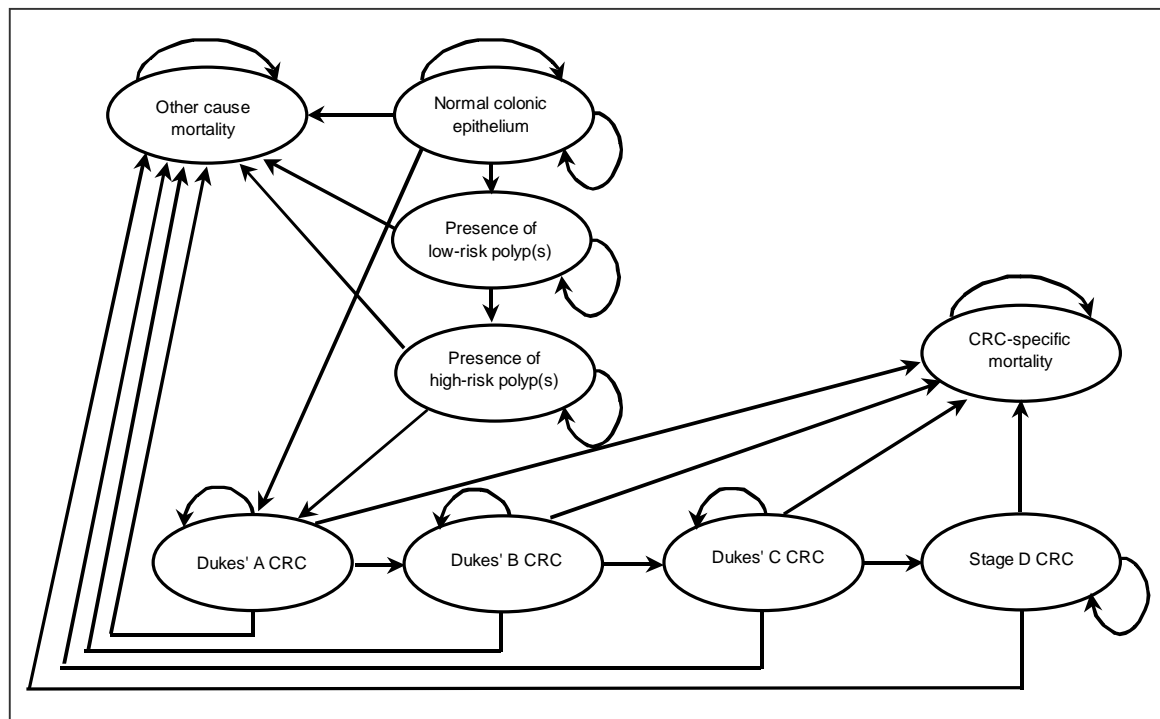 Other cause
mortality
Normal colonic
epithelium
Presence of
low-risk polyp(s)
Presence of
high-risk polyp(s)
CRC-specific
mortality
Dukes' A CRC
Dukes' B CRC
Dukes' C CRC
Stage D CRC